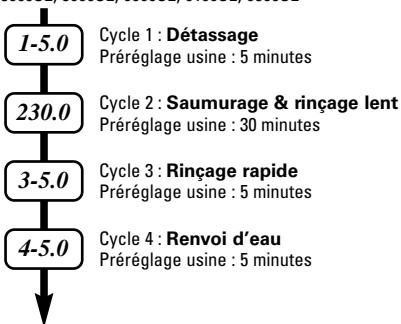 1-5.0
Cycle 1 : Détassage
Préréglage usine : 5 minutes
230.0
Cycle 2 : Saumurage & rinçage lent
Préréglage usine : 30 minutes
3-5.0
Cycle 3 : Rinçage rapide
Préréglage usine : 5 minutes
4-5.0
Cycle 4 : Renvoi d'eau
Préréglage usine : 5 minutes